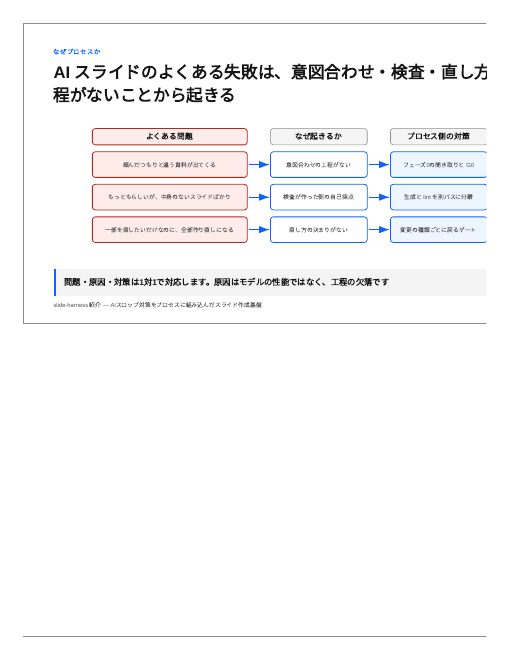 なぜプロセスか
AI スライドのよくある失敗は、意図合わせ・検査・直し方
程がないことから起きる
よくある問題
なぜ起きるか
プロセス側の対策
頼んだつもりと違う資料が出てくる
意図合わせの工程がない
フェーズ0の聞き取りと G0
もっともらしいが、中身のないスライドばかり
検査が作った側の自己採点
生成と lint を別パスに分離
一部を直したいだけなのに、全部作り直しになる
直し方の決まりがない
変更の種類ごとに戻るゲート
問題・原因・対策は1対1で対応します。原因はモデルの性能ではなく、工程の欠落です
slide-harness紹介 — AIスロップ対策をプロセスに組み込んだスライド作成基盤